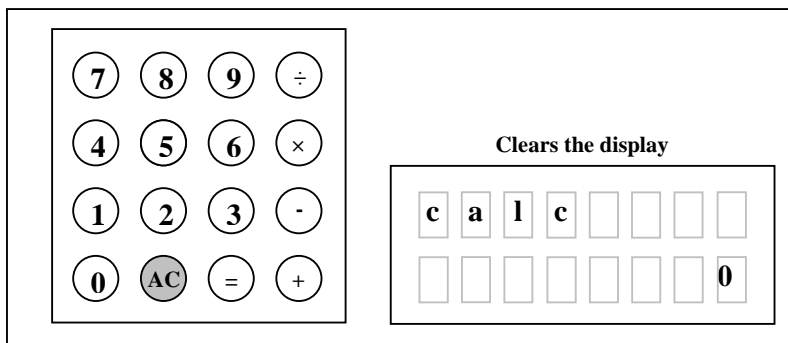 7 8 9 ÷
4 5 6 ×
1 2 3 -
0 AC = +
Clears the display
c a l c
0